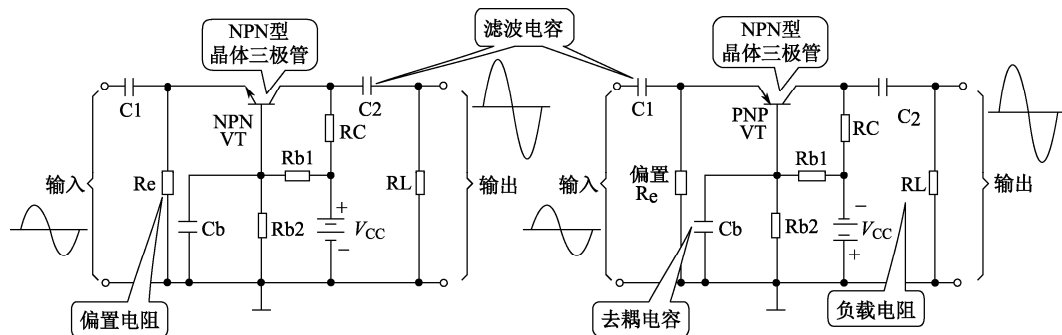 NPN型
晶体三极管
滤波电容
NPN型
晶体三极管
C1
NPN
VT
C2
RC
Rb1
输入
Re
Cb
Rb2
+
VCC
−
RL
输出
偏置电阻
C1
PNP
VT
C2
RC
Rb1
输入
偏置
Re
Cb
Rb2
−
VCC
+
RL
输出
去耦电容
负载电阻